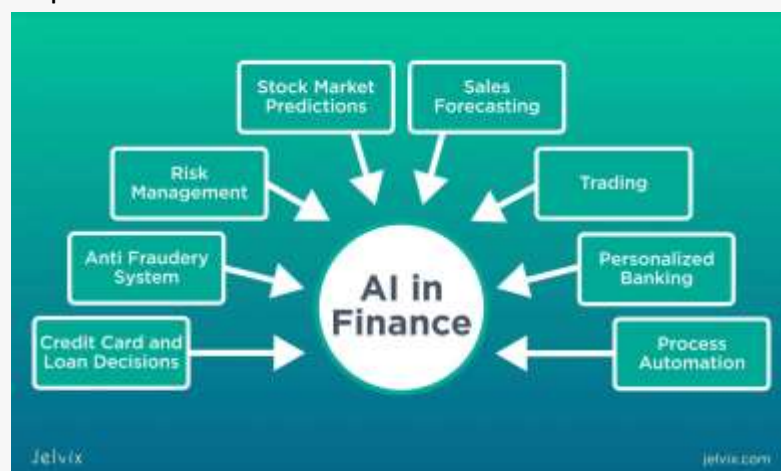 Stock Market
Predictions
Sales
Forecasting
Risk
Management
Trading
Anti Fraudery
System
Personalized
Banking
AI in
Finance
Credit Card and
Loan Decisions
Process
Automation
Jelvix
jelvix.com